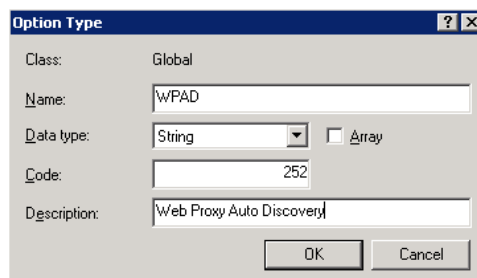 Option Type
Class: Global
Name: WPAD
Data type: String Array
Code: 252
Description: Web Proxy Auto Discovery
OK Cancel